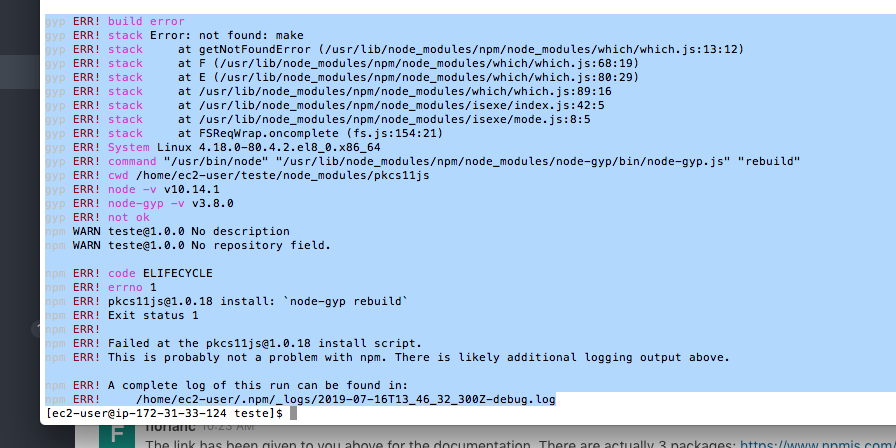 gyp ERR! build error
gyp ERR! stack Error: not found: make
gyp ERR! stack     at getNotFoundError (/usr/lib/node_modules/npm/node_modules/which/which.js:13:12)
gyp ERR! stack     at F (/usr/lib/node_modules/npm/node_modules/which/which.js:68:19)
gyp ERR! stack     at E (/usr/lib/node_modules/npm/node_modules/which/which.js:80:29)
gyp ERR! stack     at /usr/lib/node_modules/npm/node_modules/which/which.js:89:16
gyp ERR! stack     at /usr/lib/node_modules/npm/node_modules/isexe/index.js:42:5
gyp ERR! stack     at /usr/lib/node_modules/npm/node_modules/isexe/mode.js:8:5
gyp ERR! stack     at FSReqWrap.oncomplete (fs.js:154:21)
gyp ERR! System Linux 4.18.0-80.4.2.el8_0.x86_64
gyp ERR! command "/usr/bin/node" "/usr/lib/node_modules/npm/node_modules/node-gyp/bin/node-gyp.js" "rebuild"
gyp ERR! cwd /home/ec2-user/teste/node_modules/pkcs11js
gyp ERR! node -v v10.14.1
gyp ERR! node-gyp -v v3.8.0
gyp ERR! not ok
npm WARN teste@1.0.0 No description
npm WARN teste@1.0.0 No repository field.

npm ERR! code ELIFECYCLE
npm ERR! errno 1
npm ERR! pkcs11js@1.0.18 install: `node-gyp rebuild`
npm ERR! Exit status 1
npm ERR!
npm ERR! Failed at the pkcs11js@1.0.18 install script.
npm ERR! This is probably not a problem with npm. There is likely additional logging output above.

npm ERR! A complete log of this run can be found in:
npm ERR!     /home/ec2-user/.npm/_logs/2019-07-16T13_46_32_300Z-debug.log
[ec2-user@ip-172-31-33-124 teste]$
F
florianc 10:23 AM
The link has been given to you above for the documentation. There are actually 3 packages: https://www.npmjs.com/